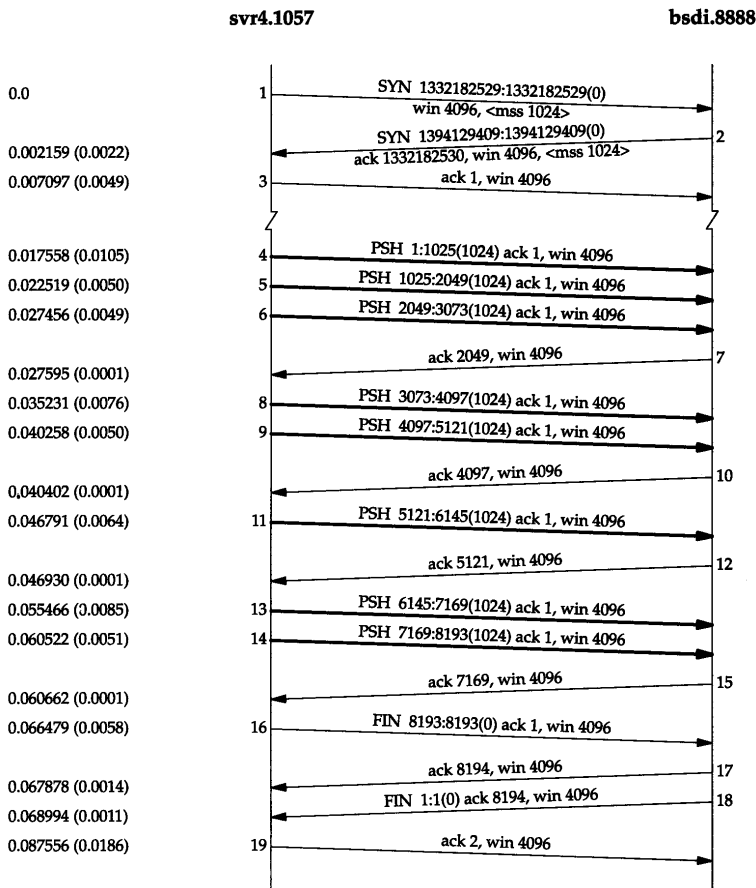 svr4.1057 bsdi.8888
0.0 1 SYN 1332182529:1332182529(0)
win 4096, <mss 1024>
SYN 1394129409:1394129409(0) 2
0.002159 (0.0022) ack 1332182530, win 4096, <mss 1024>
0.007097 (0.0049) 3 ack 1, win 4096
0.017558 (0.0105) 4 PSH 1:1025(1024) ack 1, win 4096
0.022519 (0.0050) 5 PSH 1025:2049(1024) ack 1, win 4096
0.027456 (0.0049) 6 PSH 2049:3073(1024) ack 1, win 4096
ack 2049, win 4096 7
0.027595 (0.0001)
0.035231 (0.0076) 8 PSH 3073:4097(1024) ack 1, win 4096
0.040258 (0.0050) 9 PSH 4097:5121(1024) ack 1, win 4096
ack 4097, win 4096 10
0.040402 (0.0001)
0.046791 (0.0064) 11 PSH 5121:6145(1024) ack 1, win 4096
ack 5121, win 4096 12
0.046930 (0.0001)
0.055466 (0.0085) 13 PSH 6145:7169(1024) ack 1, win 4096
0.060522 (0.0051) 14 PSH 7169:8193(1024) ack 1, win 4096
ack 7169, win 4096 15
0.060662 (0.0001)
0.066479 (0.0058) 16 FIN 8193:8193(0) ack 1, win 4096
ack 8194, win 4096 17
0.067878 (0.0014)
FIN 1:1(0) ack 8194, win 4096 18
0.068994 (0.0011)
0.087556 (0.0186) 19 ack 2, win 4096